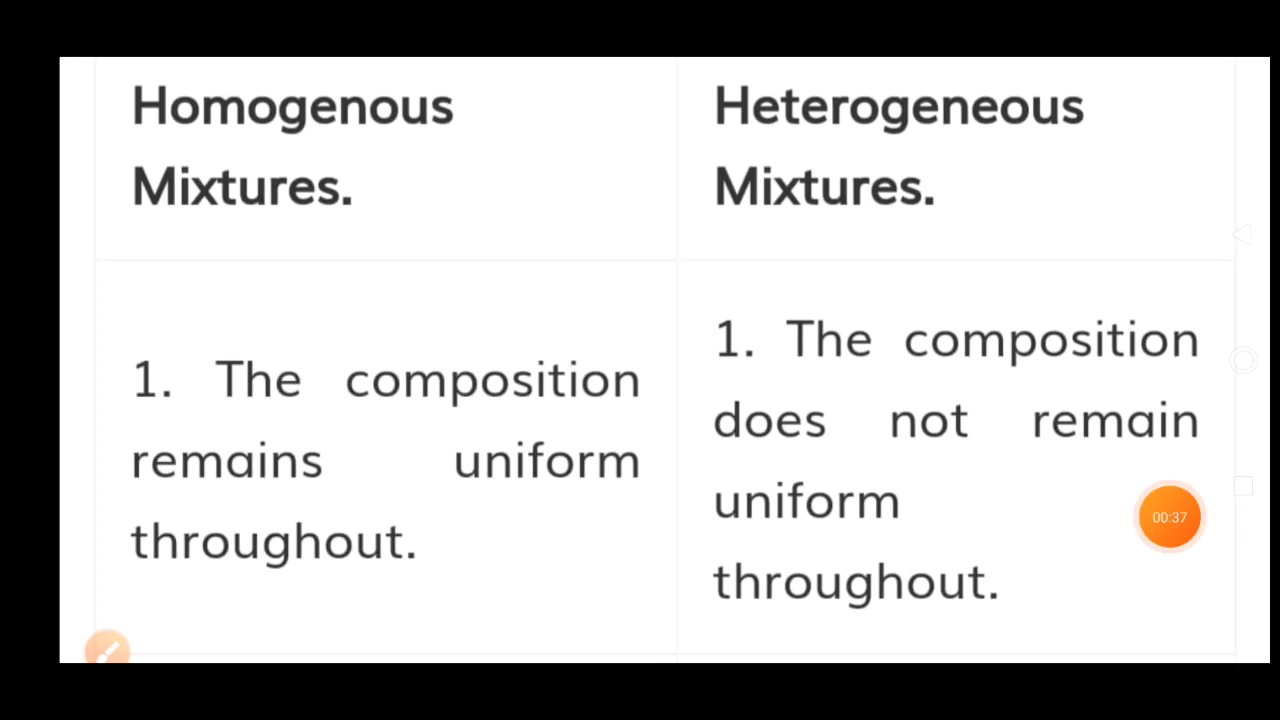 Homogenous
Mixtures.
Heterogeneous
Mixtures.
1. The composition
remains uniform
throughout.
1. The composition
does not remain
uniform
throughout.
00:37